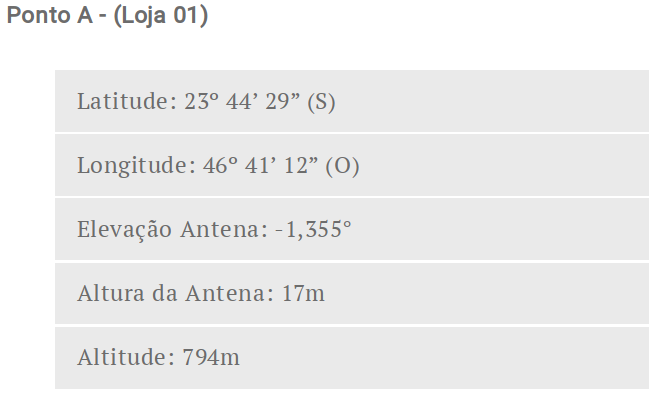 Ponto A - (Loja 01)
Latitude: 23º 44’ 29” (S)
Longitude: 46º 41’ 12” (O)
Elevação Antena: -1,355°
Altura da Antena: 17m
Altitude: 794m